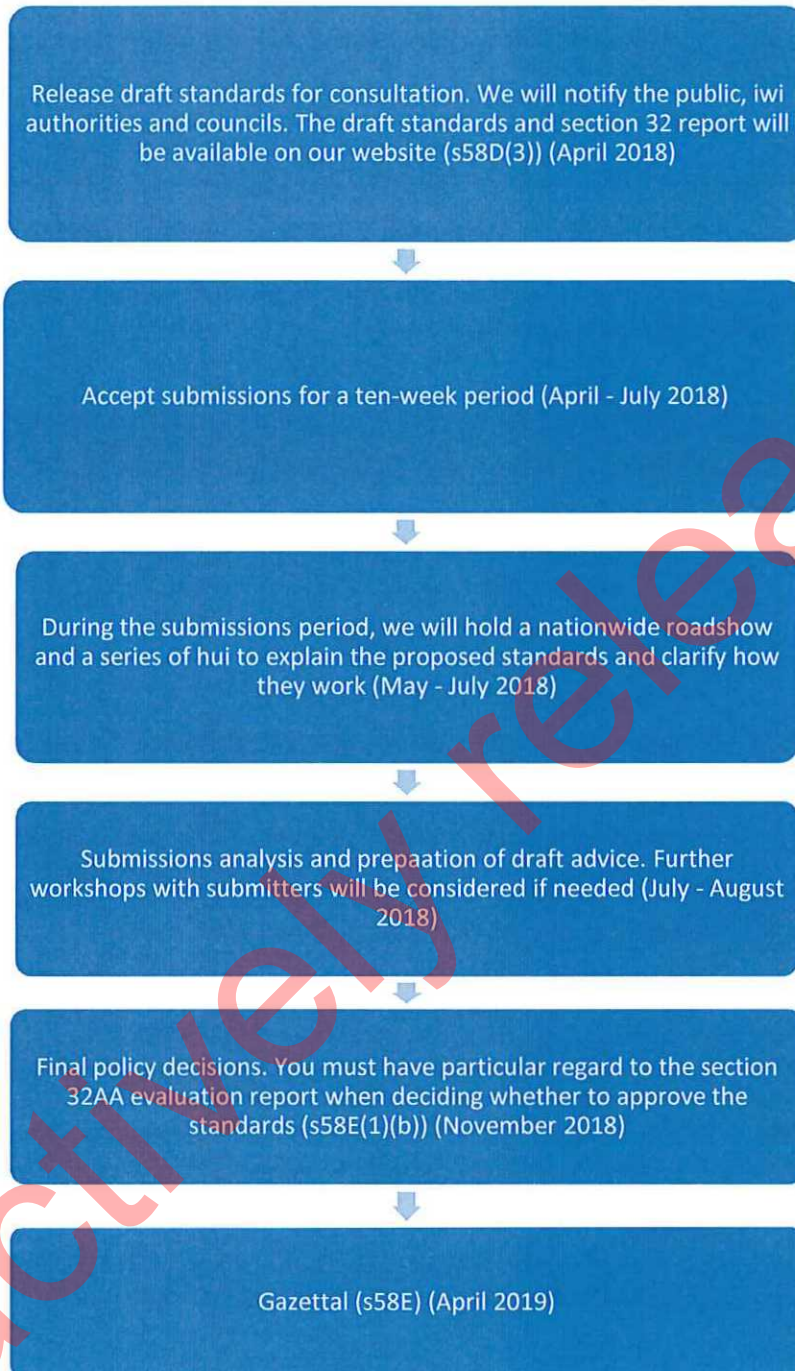 Release draft standards for consultation. We will notify the public, iwi
authorities and councils. The draft standards and section 32 report will
be available on our website (s58D(3)) (April 2018)
Accept submissions for a ten-week period (April - July 2018)
During the submissions period, we will hold a nationwide roadshow
and a series of hui to explain the proposed standards and clarify how
they work (May - July 2018)
Submissions analysis and prepaation of draft advice. Further
workshops with submitters will be considered if needed (July - August
2018)
Final policy decisions. You must have particular regard to the section
32AA evaluation report when deciding whether to approve the
standards (s58E(1)(b)) (November 2018)
Gazettal (s58E) (April 2019)